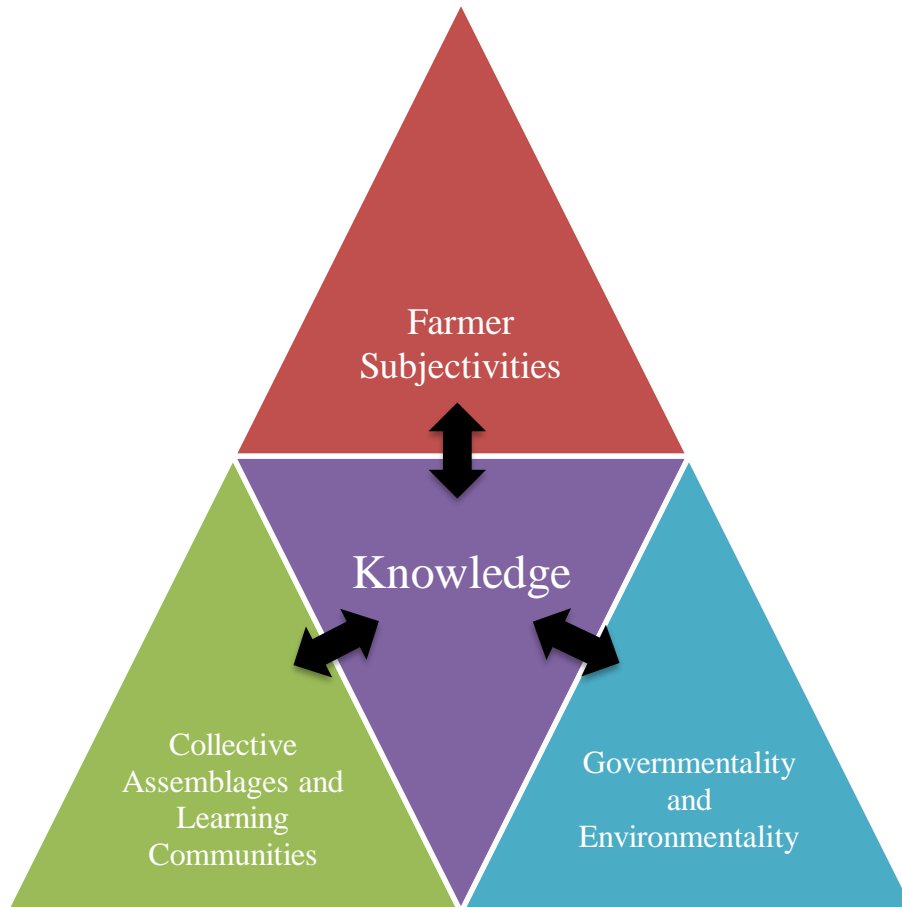 Farmer
Subjectivities
Knowledge
Collective
Assemblages and
Learning
Communities
Governmentality
and
Environmentality